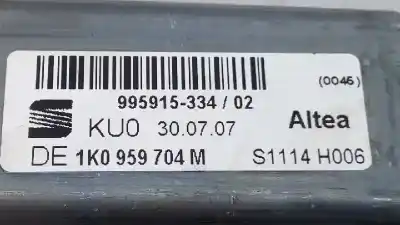 (0046)
995915-334 / 02
KU0 30.07.07 Altea
DE 1K0 959 704 M S1114 H006